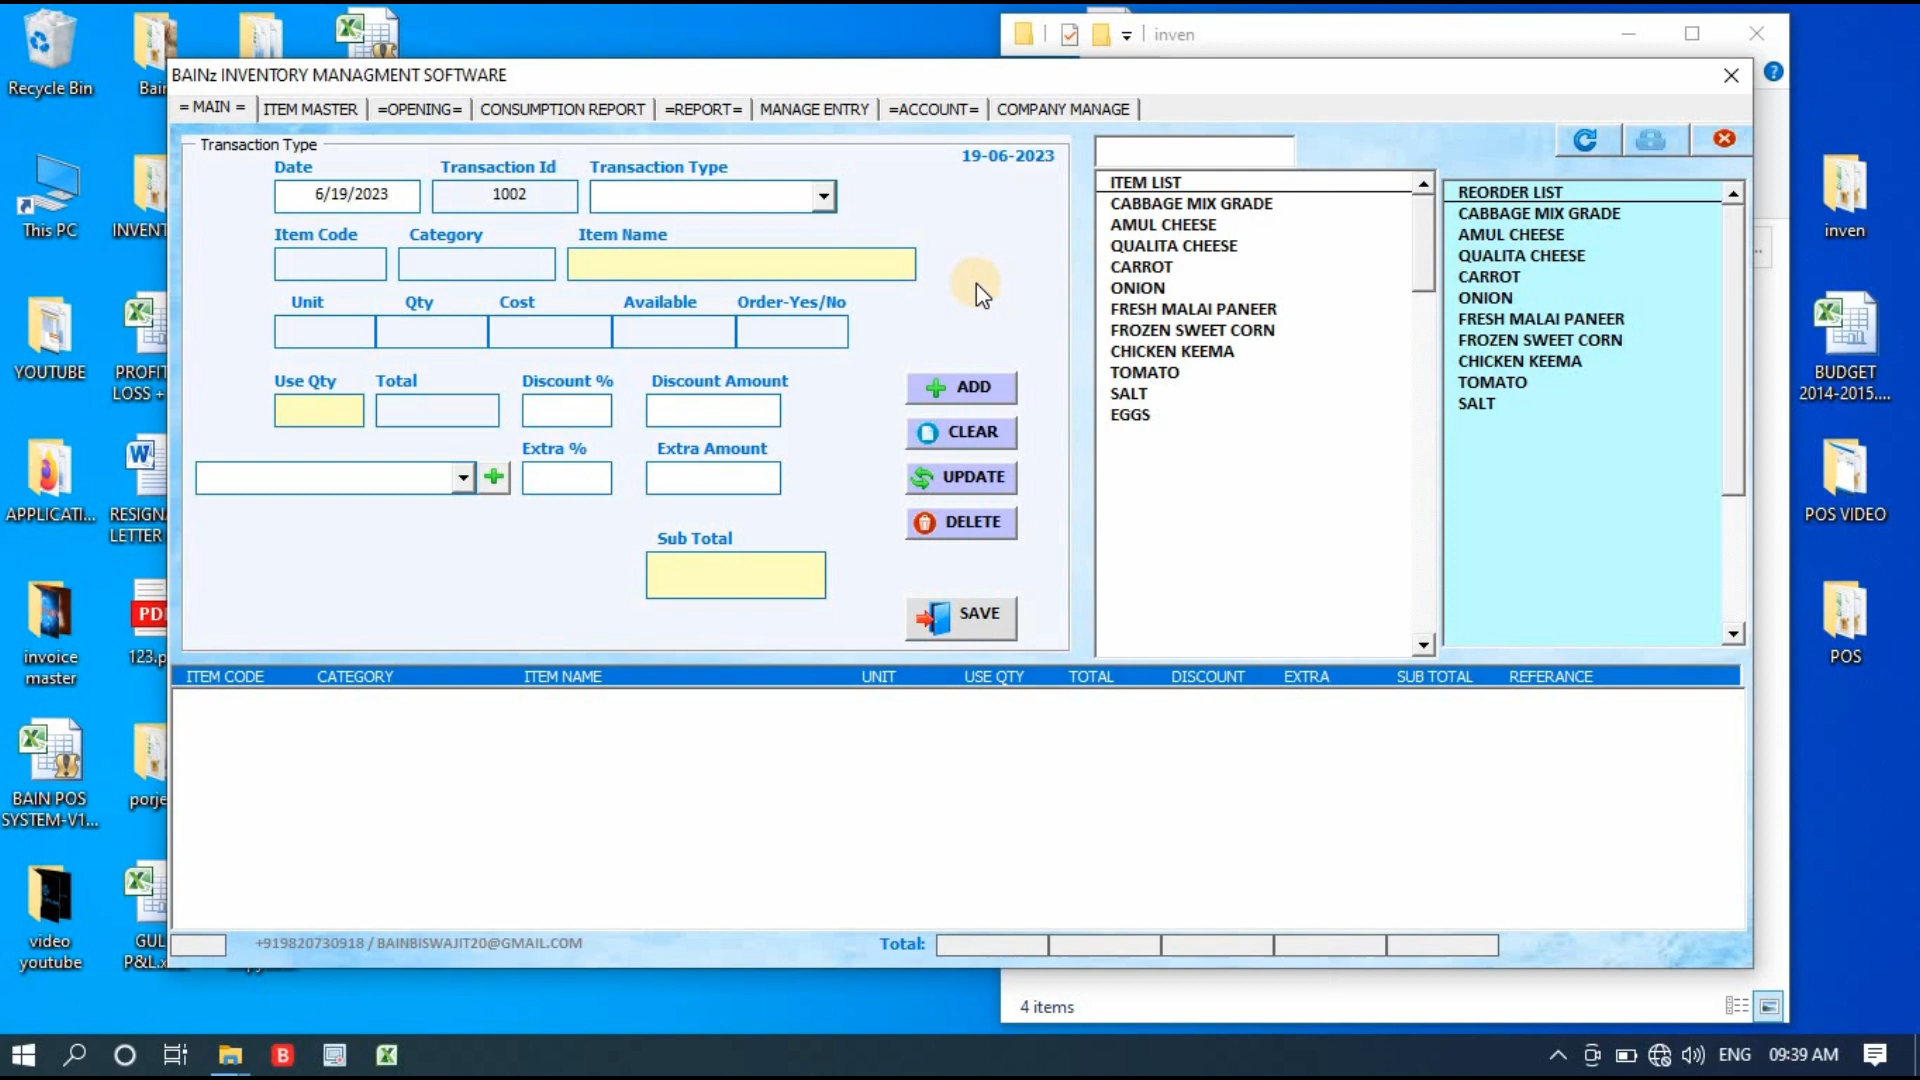 inven
Recycle Bin
Bain
BAINz INVENTORY MANAGMENT SOFTWARE
= MAIN =
ITEM MASTER
=OPENING=
CONSUMPTION REPORT
=REPORT=
MANAGE ENTRY
=ACCOUNT=
COMPANY MANAGE
Transaction Type
19-06-2023
Date
Transaction Id
Transaction Type
6/19/2023
1002
Item Code
Category
Item Name
Unit
Qty
Cost
Available
Order-Yes/No
Use Qty
Total
Discount %
Discount Amount
Extra %
Extra Amount
Sub Total
ADD
CLEAR
UPDATE
DELETE
SAVE
ITEM LIST
CABBAGE MIX GRADE
AMUL CHEESE
QUALITA CHEESE
CARROT
ONION
FRESH MALAI PANEER
FROZEN SWEET CORN
CHICKEN KEEMA
TOMATO
SALT
EGGS
REORDER LIST
CABBAGE MIX GRADE
AMUL CHEESE
QUALITA CHEESE
CARROT
ONION
FRESH MALAI PANEER
FROZEN SWEET CORN
CHICKEN KEEMA
TOMATO
SALT
ITEM CODE
CATEGORY
ITEM NAME
UNIT
USE QTY
TOTAL
DISCOUNT
EXTRA
SUB TOTAL
REFERANCE
+919820730918 / BAINBISWAJIT20@GMAIL.COM
Total:
4 items
This PC
INVENT
YOUTUBE
PROFIT
LOSS +
APPLICATI...
W
RESIGNA
LETTER
invoice
master
PDF
123.p
BAIN POS
SYSTEM-V1...
porje
video
youtube
GUL
P&L.x
inven
BUDGET
2014-2015....
POS VIDEO
POS
B
ENG
09:39 AM